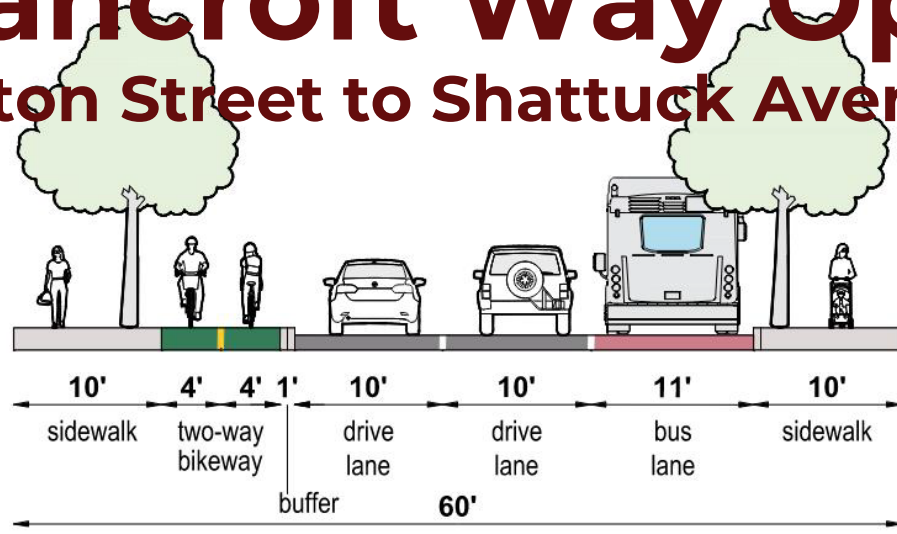 ancroft Way Op
ton Street to Shattuck Aven
10' 4' 4' 1' 10' 10' 11' 10'
sidewalk two-way drive drive bus sidewalk
bikeway lane lane lane
buffer 60'